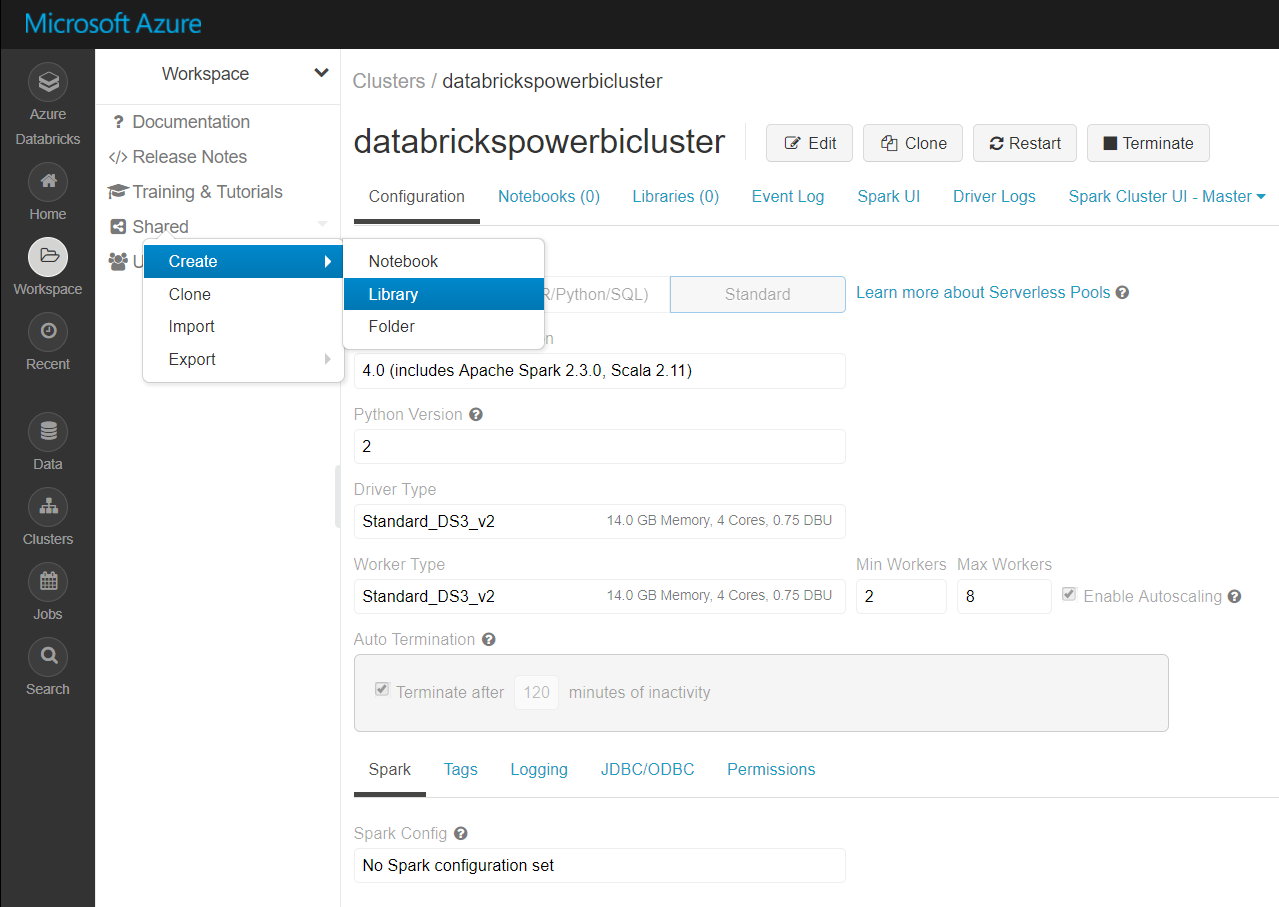 Microsoft Azure
Azure
Databricks
Home
Workspace
Recent
Data
Clusters
Jobs
Search
Workspace
? Documentation
</> Release Notes
Training & Tutorials
Shared
U
Create
Clone
Import
Export
Notebook
Library
Folder
Clusters / databrickspowerbicluster
databrickspowerbicluster
Edit Clone Restart Terminate
Configuration Notebooks (0) Libraries (0) Event Log Spark UI Driver Logs Spark Cluster UI - Master
R/Python/SQL) Standard Learn more about Serverless Pools ?
n
4.0 (includes Apache Spark 2.3.0, Scala 2.11)
Python Version ?
2
Driver Type
Standard_DS3_v2 14.0 GB Memory, 4 Cores, 0.75 DBU
Worker Type Min Workers Max Workers
Standard_DS3_v2 14.0 GB Memory, 4 Cores, 0.75 DBU 2 8 Enable Autoscaling ?
Auto Termination ?
Terminate after 120 minutes of inactivity
Spark Tags Logging JDBC/ODBC Permissions
Spark Config ?
No Spark configuration set